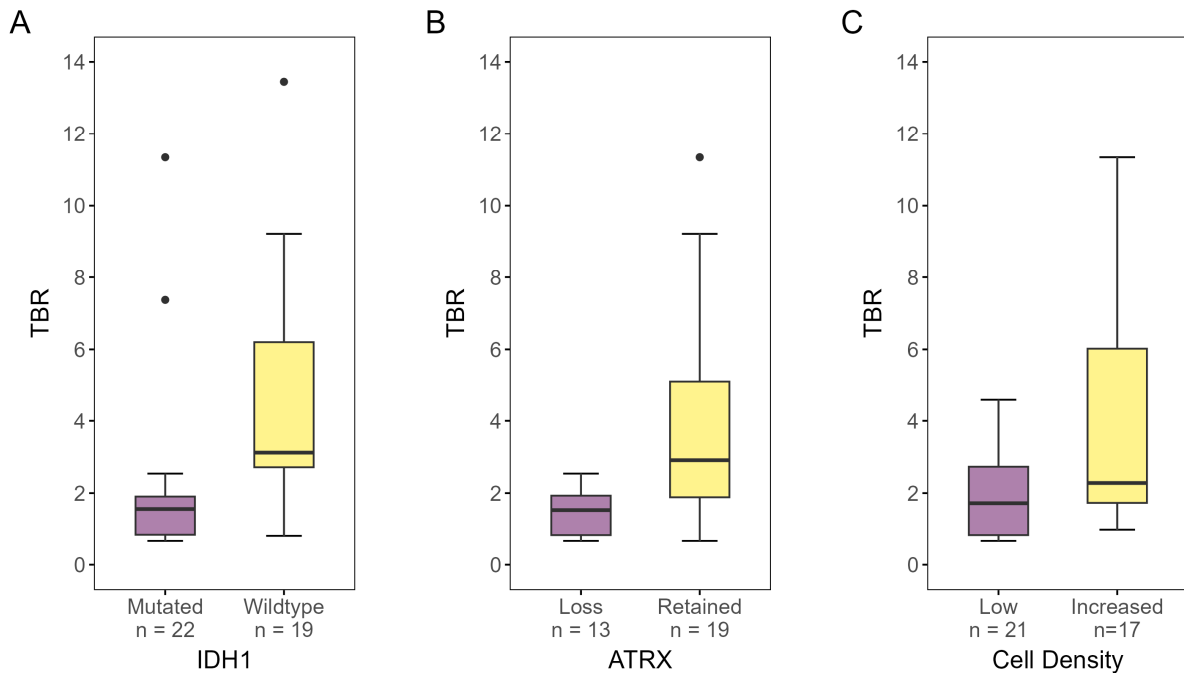 A
TBR
14
12
10
8
6
4
2
0
Mutated Wildtype
n = 22 n = 19
IDH1
B
TBR
14
12
10
8
6
4
2
0
Loss Retained
n = 13 n = 19
ATRX
C
TBR
14
12
10
8
6
4
2
0
Low Increased
n = 21 n=17
Cell Density